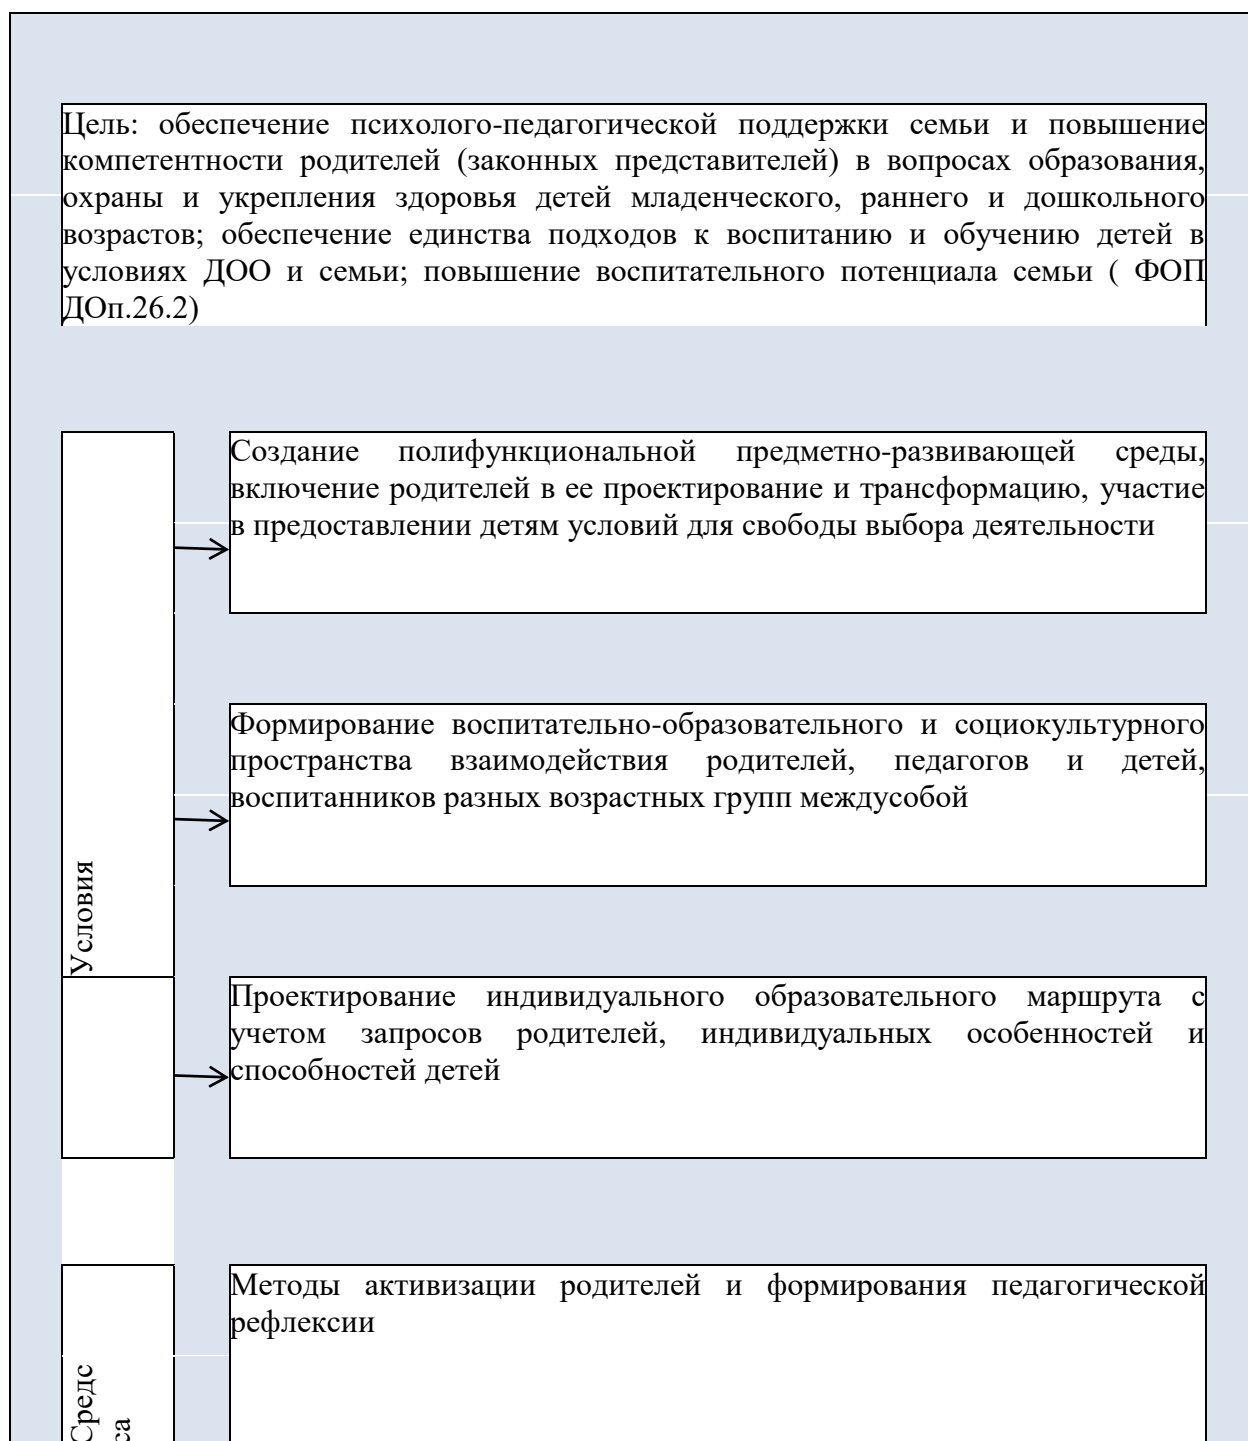 Цель: обеспечение психолого-педагогической поддержки семьи и повышение
компетентности родителей (законных представителей) в вопросах образования,
охраны и укрепления здоровья детей младенческого, раннего и дошкольного
возрастов; обеспечение единства подходов к воспитанию и обучению детей в
условиях ДОО и семьи; повышение воспитательного потенциала семьи ( ФОП
ДОп.26.2)
Условия
Создание полифункциональной предметно-развивающей среды,
включение родителей в ее проектирование и трансформацию, участие
в предоставлении детям условий для свободы выбора деятельности
Формирование воспитательно-образовательного и социокультурного
пространства взаимодействия родителей, педагогов и детей,
воспитанников разных возрастных групп междусобой
Проектирование индивидуального образовательного маршрута с
учетом запросов родителей, индивидуальных особенностей и
способностей детей
Средс
са
Методы активизации родителей и формирования педагогической
рефлексии